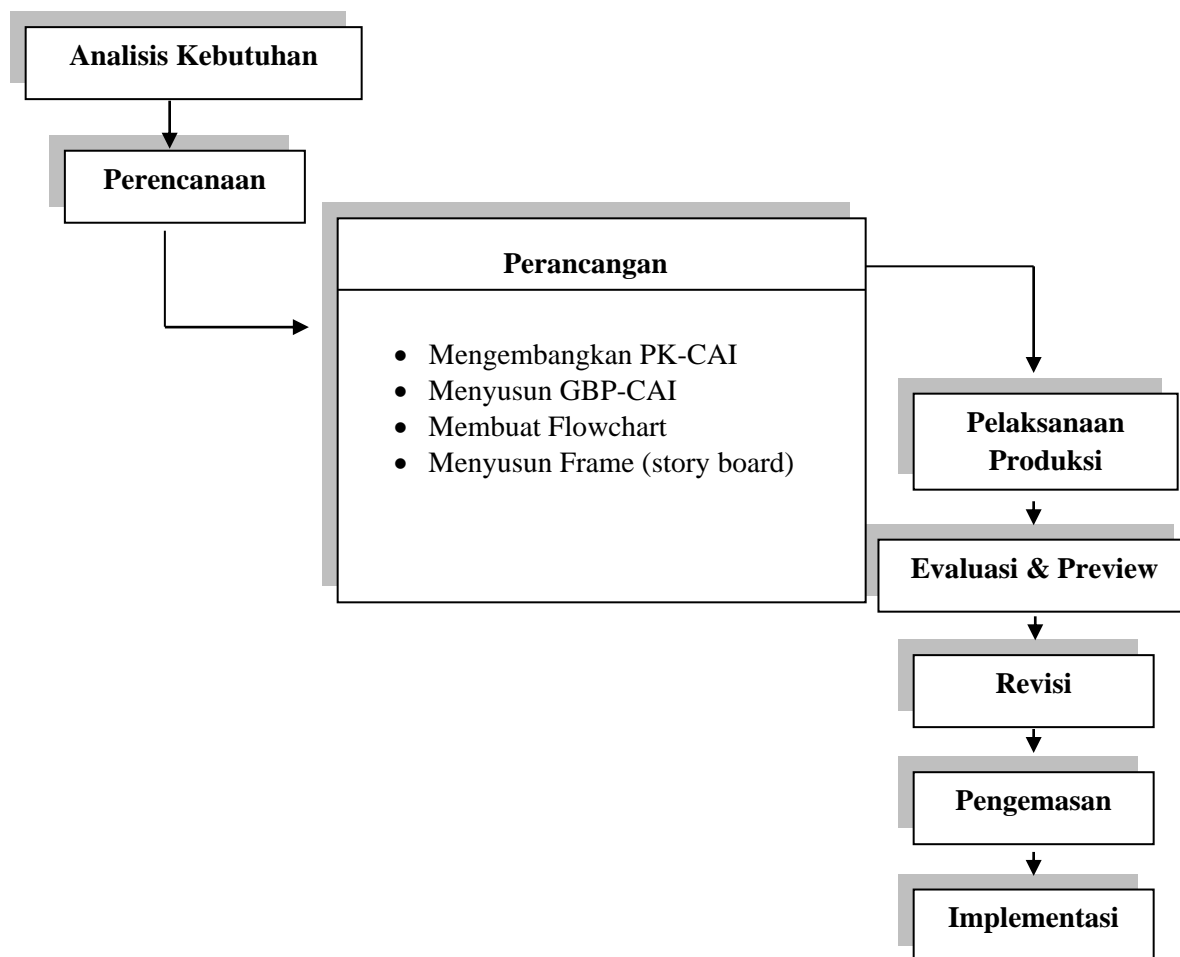 Analisis Kebutuhan
Perencanaan
Perancangan
• Mengembangkan PK-CAI
• Menyusun GBP-CAI
• Membuat Flowchart
• Menyusun Frame (story board)
Pelaksanaan
Produksi
Evaluasi & Preview
Revisi
Pengemasan
Implementasi